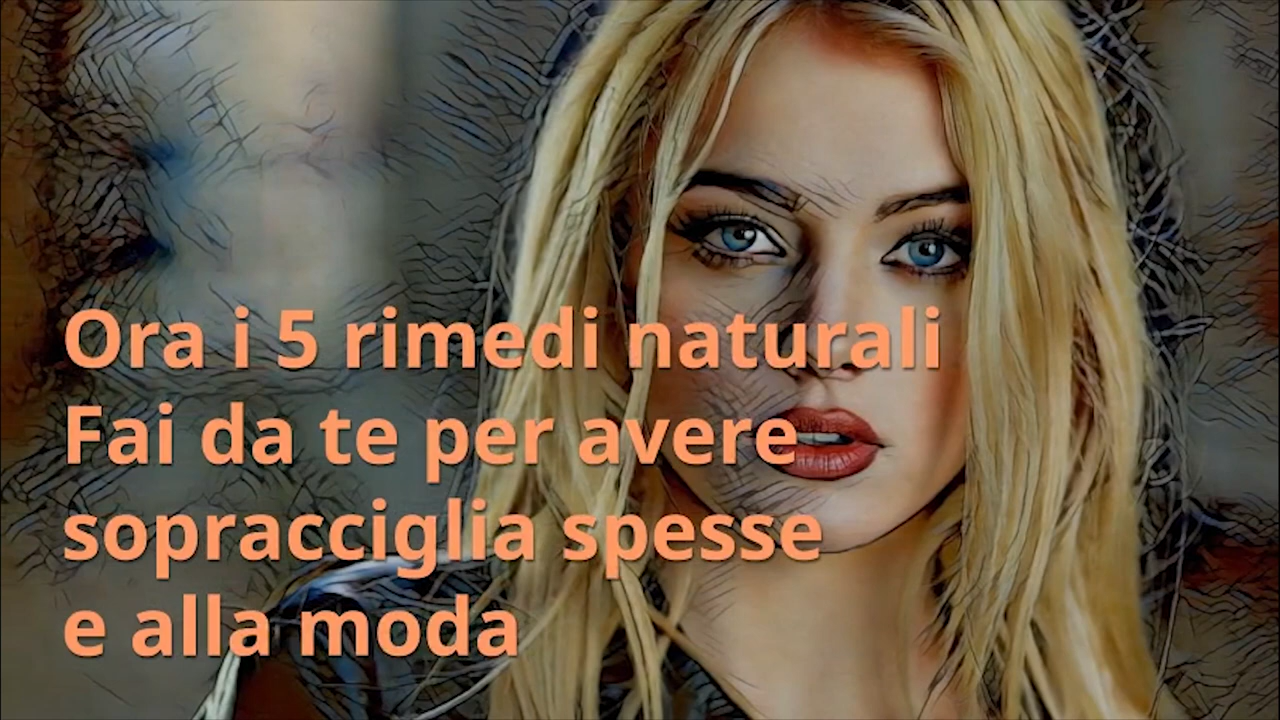 Ora i 5 rimedi naturali
Fai da te per avere
sopracciglia spesse
e alla moda